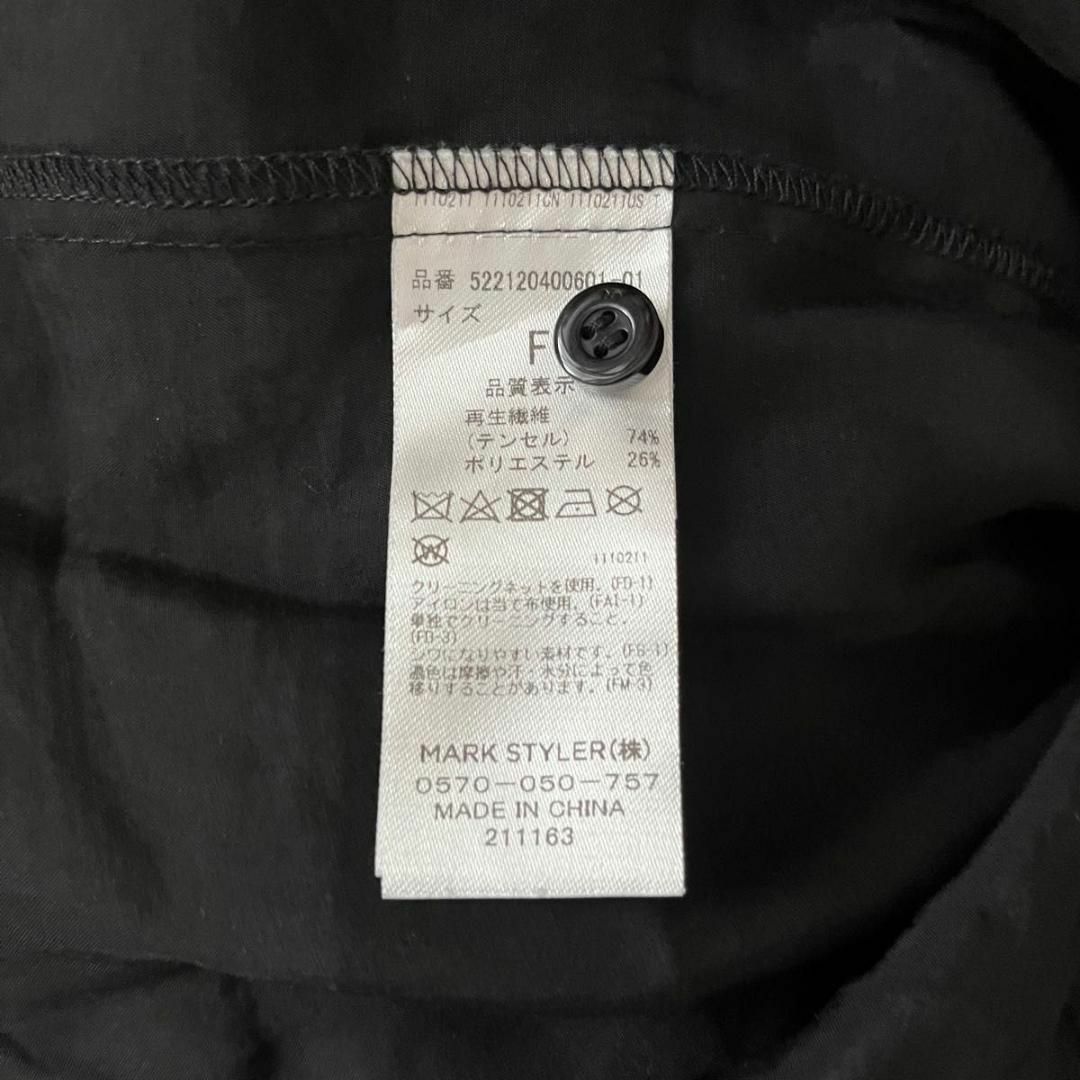 1110211 1110211CN 1110211US
品番 522120400601-01
サイズ
F
品質表示
再生繊維
(テンセル) 74%
ポリエステル 26%
W
1110211
クリーニングネットを使用。(FD-1)
アイロンは当て布使用。(FAI-1)
単独でクリーニングすること。
(FD-3)
シワになりやすい素材です。
濃色は摩擦や汗、水分によって色
移りすることがあります。(FM-3)
MARK STYLER(株)
0570-050-757
MADE IN CHINA
211163